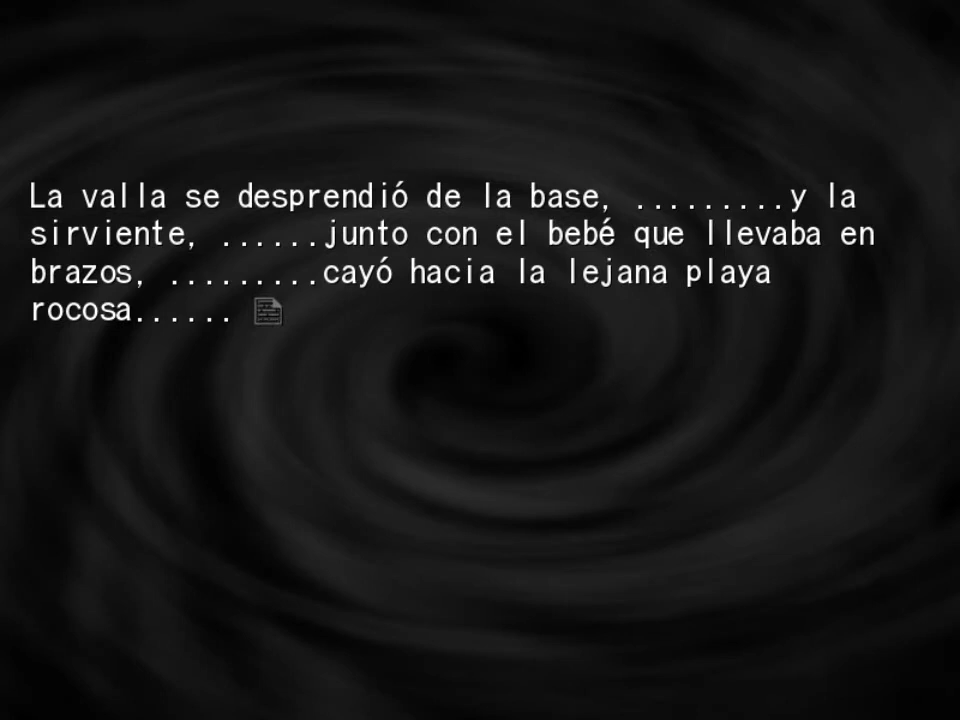 La valla se desprendió de la base, .........y la
sirviente, ......junto con el bebé que llevaba en
brazos, .........cayó hacia la lejana playa
rocosa......